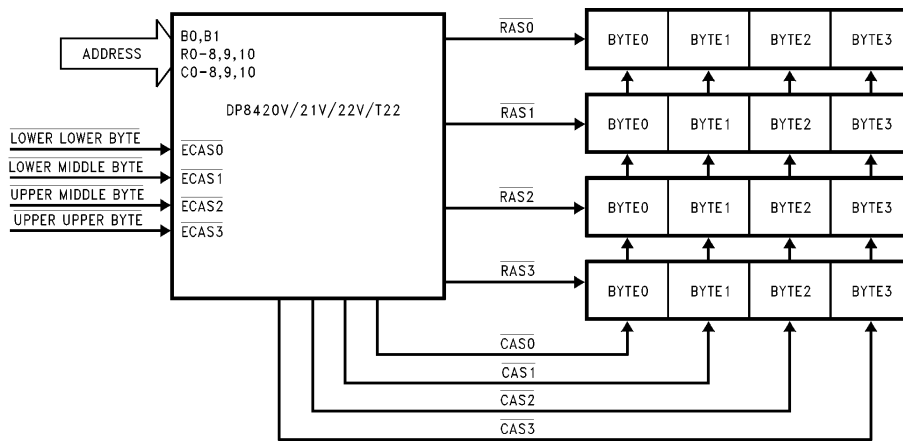 ADDRESS
B0,B1
R0-8,9,10
C0-8,9,10
DP8420V/21V/22V/T22
LOWER LOWER BYTE
LOWER MIDDLE BYTE
UPPER MIDDLE BYTE
UPPER UPPER BYTE
ECAS0
ECAS1
ECAS2
ECAS3
RAS0
BYTE0 BYTE1 BYTE2 BYTE3
RAS1
BYTE0 BYTE1 BYTE2 BYTE3
RAS2
BYTE0 BYTE1 BYTE2 BYTE3
RAS3
BYTE0 BYTE1 BYTE2 BYTE3
CAS0
CAS1
CAS2
CAS3